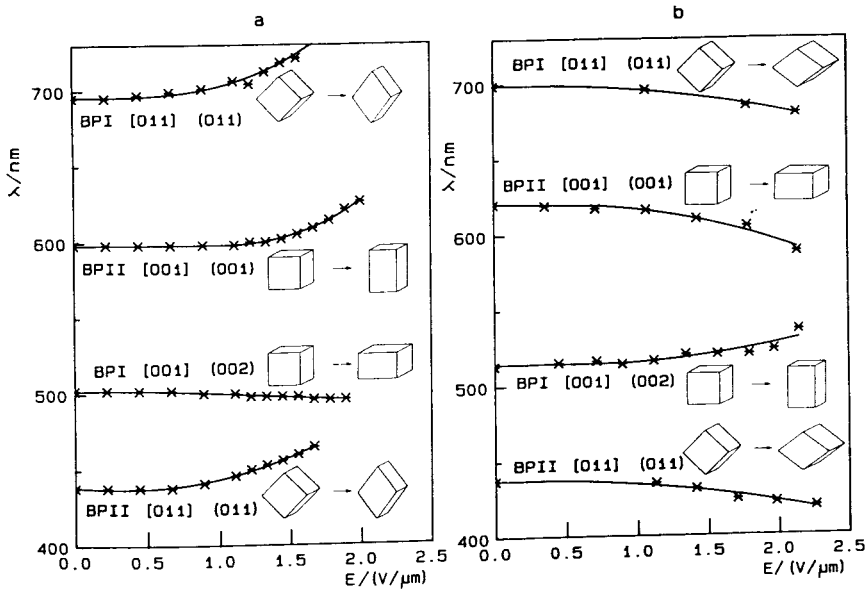 a
λ/nm
700
600
500
400
BPI [011] (011)
BPII [001] (001)
BPI [001] (002)
BPII [011] (011)
0.0 0.5 1.0 1.5 2.0 2.5
E/(V/μm)
b
λ/nm
700
600
500
400
BPI [011] (011)
BPII [001] (001)
BPI [001] (002)
BPII [011] (011)
0.0 0.5 1.0 1.5 2.0 2.5
E/(V/μm)